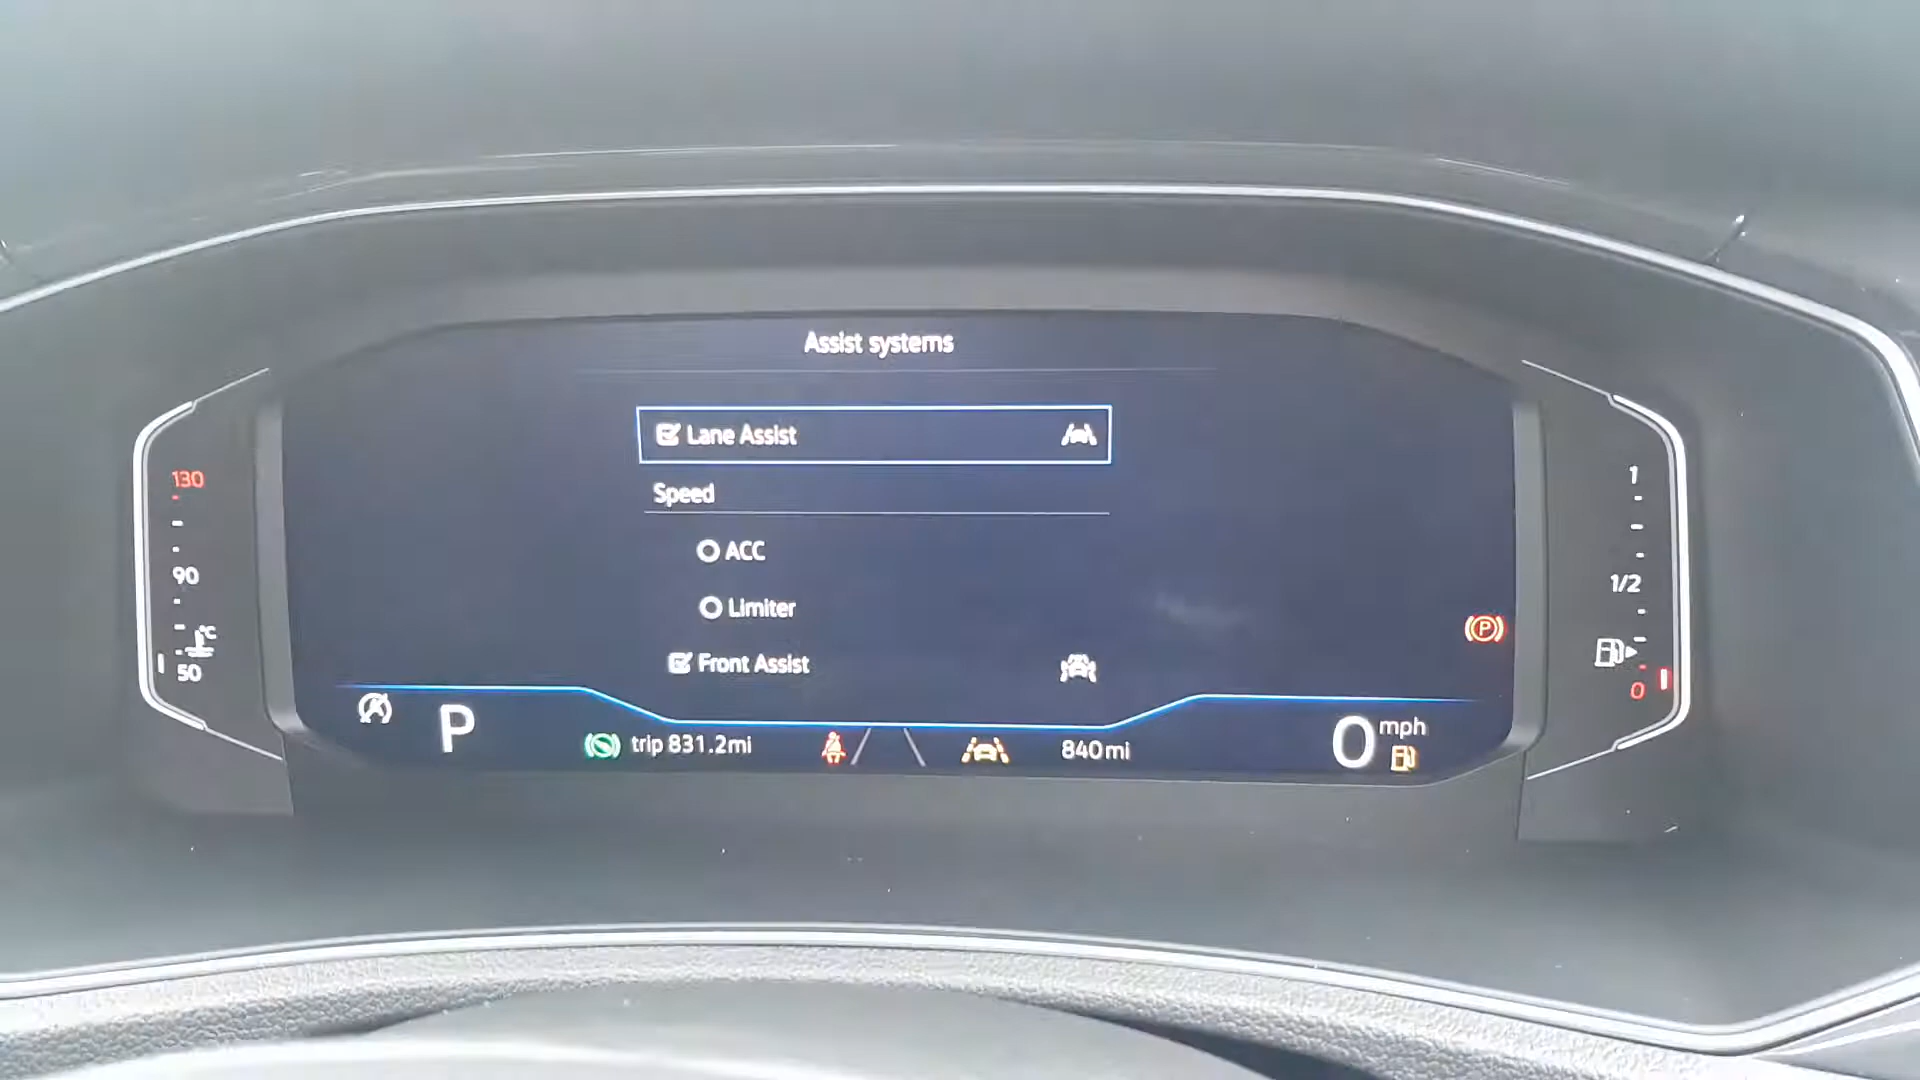 Assist systems
Lane Assist
Speed
ACC
Limiter
Front Assist
130
90
°C
50
1
1/2
0
P
P
trip 831.2mi
840mi
0 mph